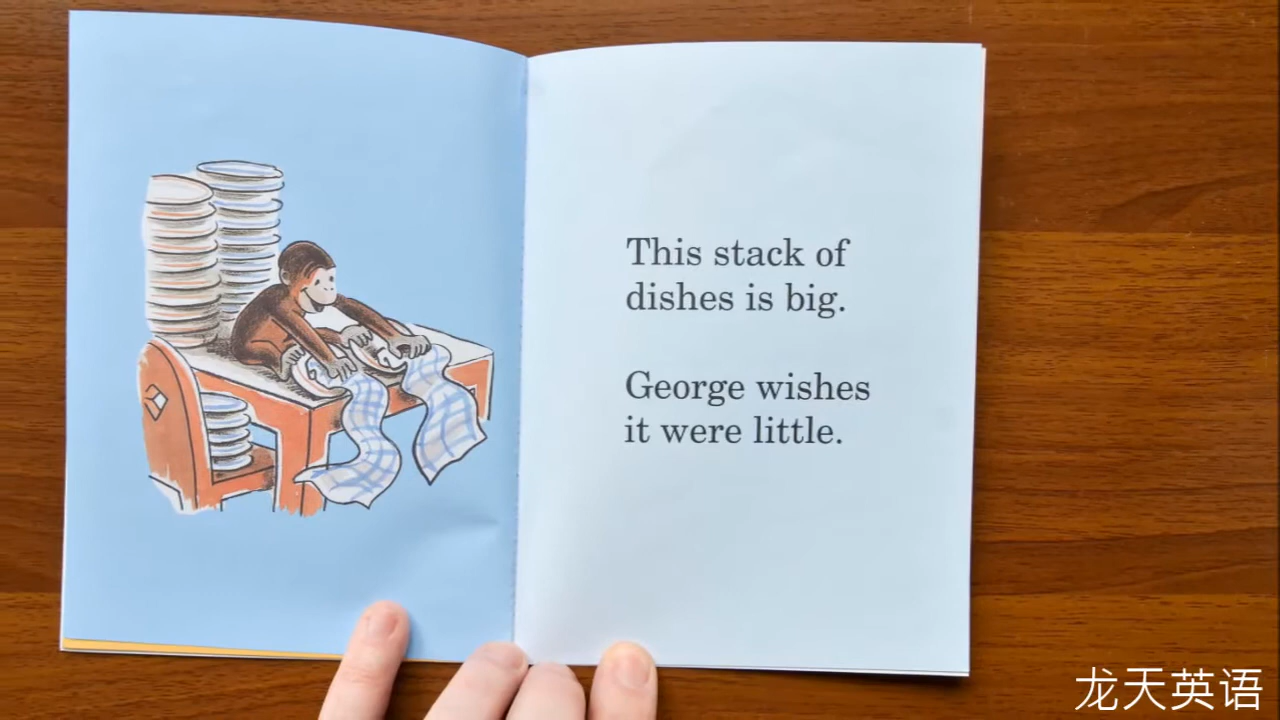 This stack of
dishes is big.
George wishes
it were little.
龙天英语